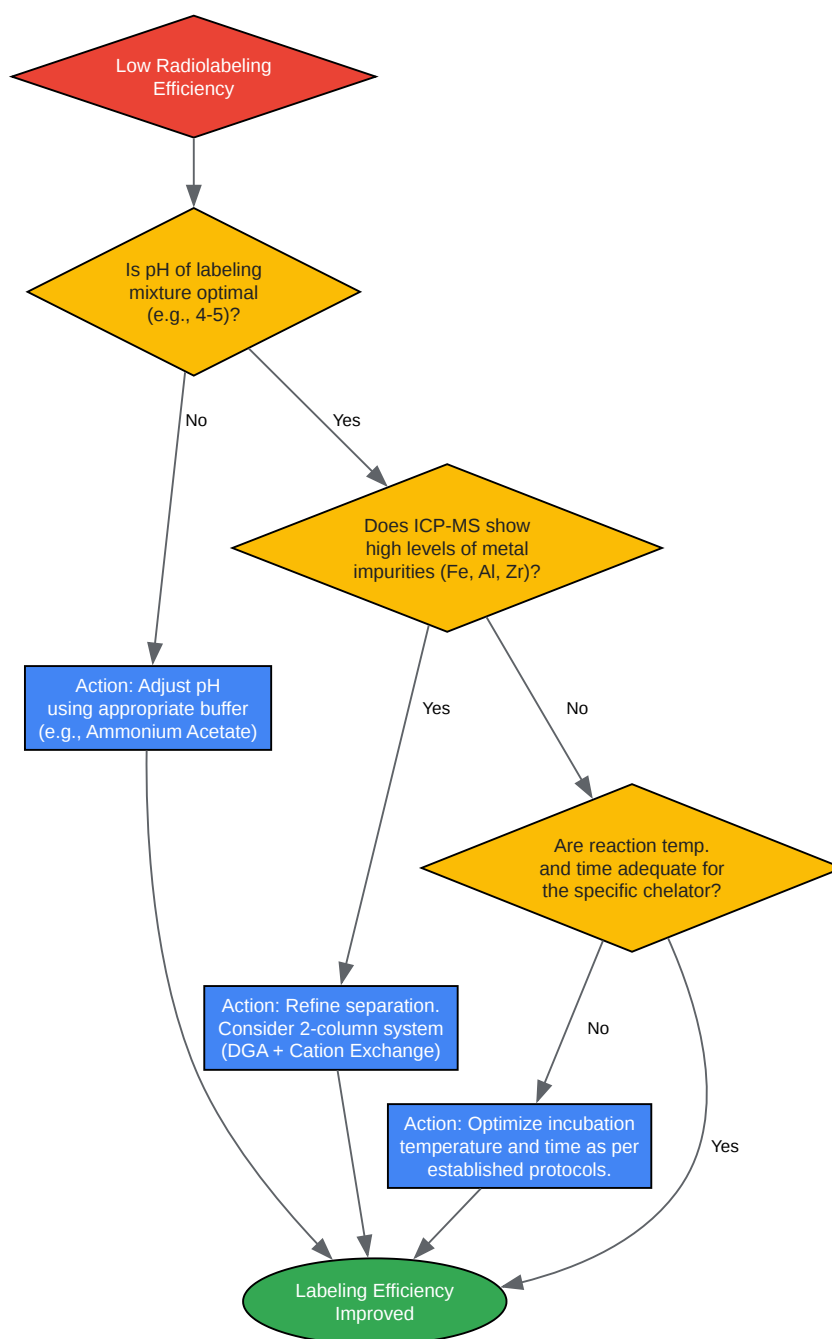 Low Radiolabeling
Efficiency
Is pH of labeling
mixture optimal
(e.g., 4-5)?
No
Yes
Does ICP-MS show
high levels of metal
impurities (Fe, Al, Zr)?
Action: Adjust pH
using appropriate buffer
(e.g., Ammonium Acetate)
Yes
No
Are reaction temp.
and time adequate for
the specific chelator?
Action: Refine separation.
Consider 2-column system
(DGA + Cation Exchange)
No
Action: Optimize incubation
temperature and time as per
established protocols.
Yes
Labeling Efficiency
Improved